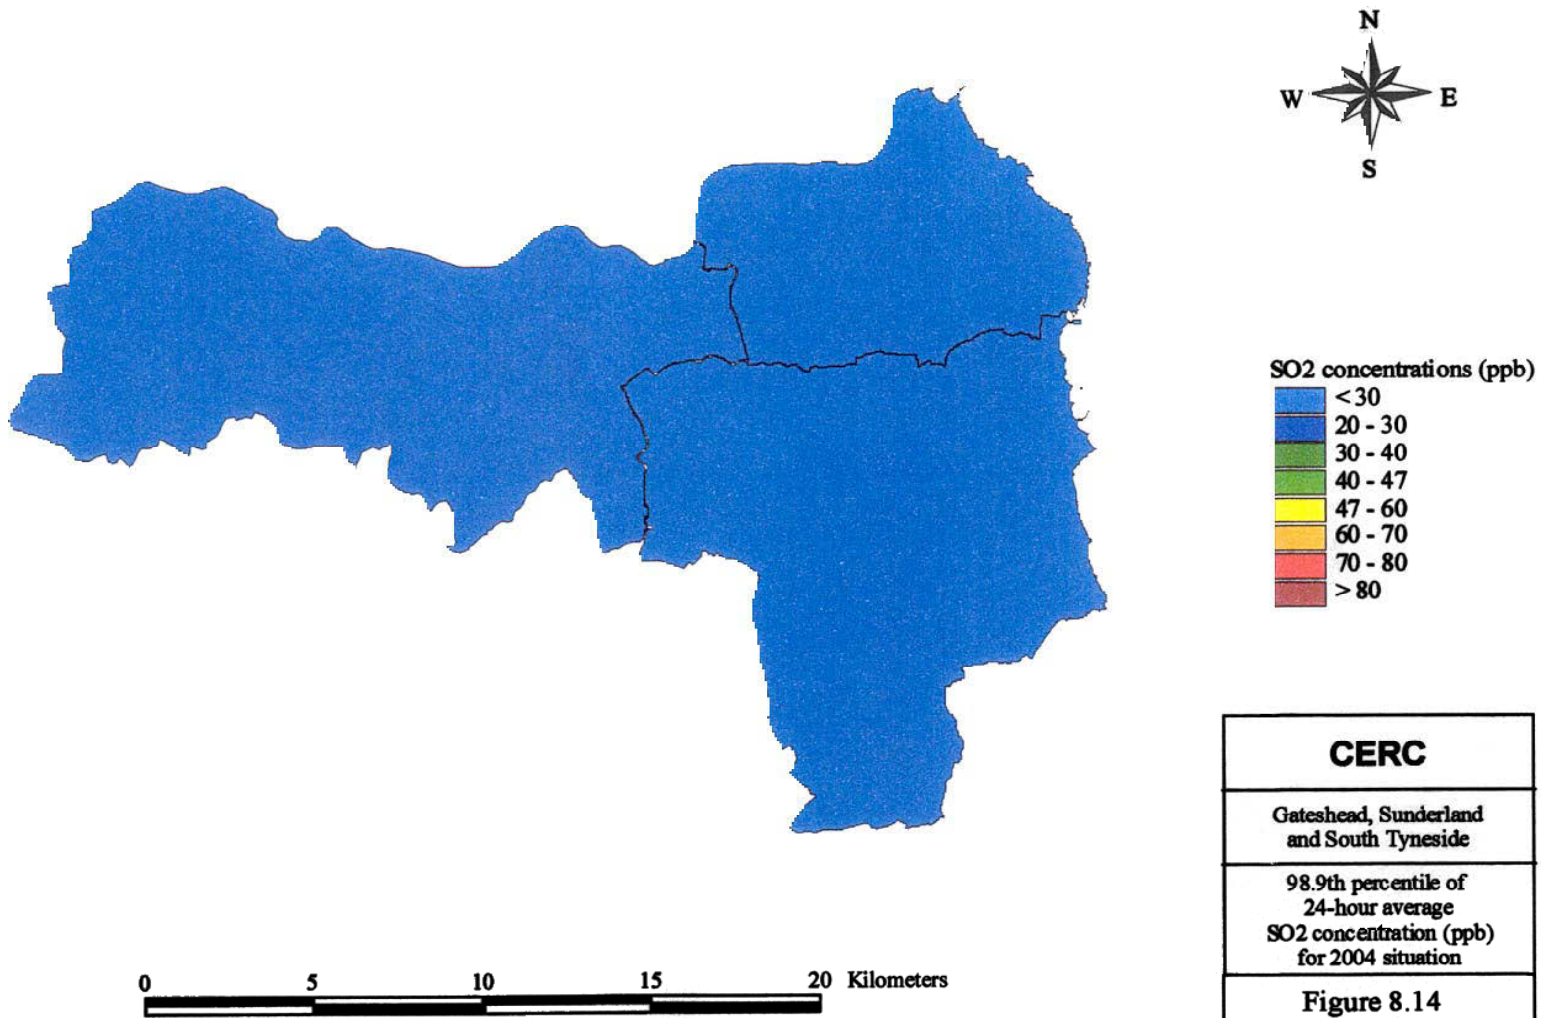 N
W E
S
SO2 concentrations (ppb)
< 30
20 - 30
30 - 40
40 - 47
47 - 60
60 - 70
70 - 80
> 80
CERC
Gateshead, Sunderland
and South Tyneside
98.9th percentile of
24-hour average
SO2 concentration (ppb)
for 2004 situation
Figure 8.14
0 5 10 15 20 Kilometers